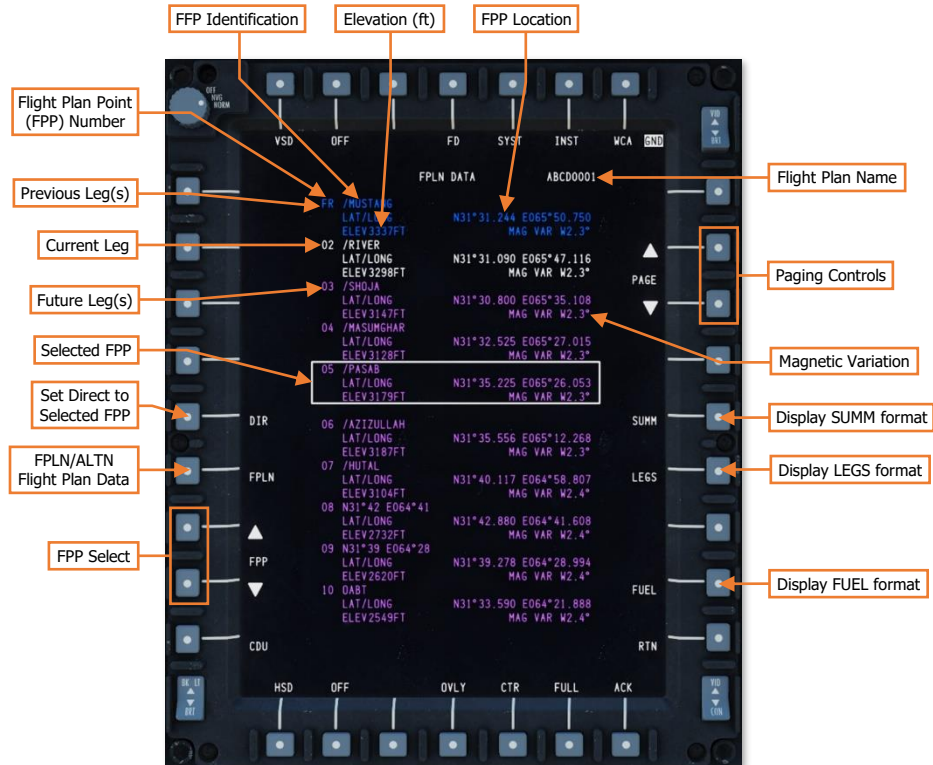 FFP Identification
Elevation (ft)
FPP Location
OFF
NVG
NORM
Flight Plan Point
(FPP) Number
VID
BRT
VSD OFF FD SYST INST WCA GND
FPLN DATA ABCD0001
Flight Plan Name
Previous Leg(s)
FR /MUSTANG
LAT/LONG N31°31.244 E065°50.750
ELEV3337FT MAG VAR W2.3°
Current Leg
02 /RIVER
LAT/LONG N31°31.090 E065°47.116
ELEV3298FT MAG VAR W2.3°
PAGE
Paging Controls
Future Leg(s)
03 /SHOJA
LAT/LONG N31°30.800 E065°35.108
ELEV3147FT MAG VAR W2.3°
04 /MASUMGHAR
LAT/LONG N31°32.525 E065°27.015
ELEV3128FT MAG VAR W2.3°
Magnetic Variation
Selected FPP
05 /PASAB
LAT/LONG N31°35.225 E065°26.053
ELEV3179FT MAG VAR W2.3°
Set Direct to
Selected FPP
DIR
SUMM
Display SUMM format
06 /AZIZULLAH
LAT/LONG N31°35.556 E065°12.268
ELEV3187FT MAG VAR W2.3°
FPLN/ALTN
Flight Plan Data
FPLN
LEGS
Display LEGS format
07 /HUTAL
LAT/LONG N31°40.117 E064°58.807
ELEV3104FT MAG VAR W2.4°
08 N31°42 E064°41
LAT/LONG N31°42.880 E064°41.608
ELEV2732FT MAG VAR W2.4°
FPP Select
FPP
09 N31°39 E064°28
LAT/LONG N31°39.278 E064°28.994
ELEV2620FT MAG VAR W2.4°
FUEL
Display FUEL format
10 OABT
LAT/LONG N31°33.590 E064°21.888
ELEV2549FT MAG VAR W2.4°
CDU
RTN
BK LT
BRT
VID
CON
HSD OFF OVLY CTR FULL ACK